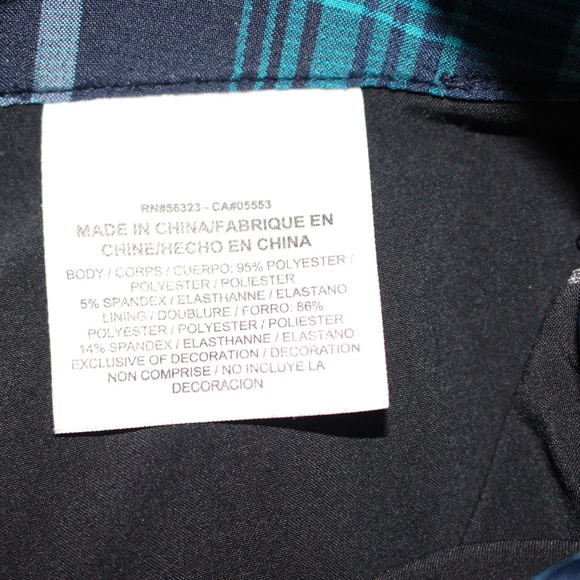 RN#56323 - CA#05553
MADE IN CHINA/FABRIQUE EN
CHINE/HECHO EN CHINA
BODY / CORPS / CUERPO: 95% POLYESTER /
POLYESTER / POLIESTER
5% SPANDEX / ELASTHANNE / ELASTANO
LINING / DOUBLURE / FORRO: 86%
POLYESTER / POLYESTER / POLIESTER
14% SPANDEX / ELASTHANNE / ELASTANO
EXCLUSIVE OF DECORATION / DECORATION
NON COMPRISE / NO INCLUYE LA
DECORACION